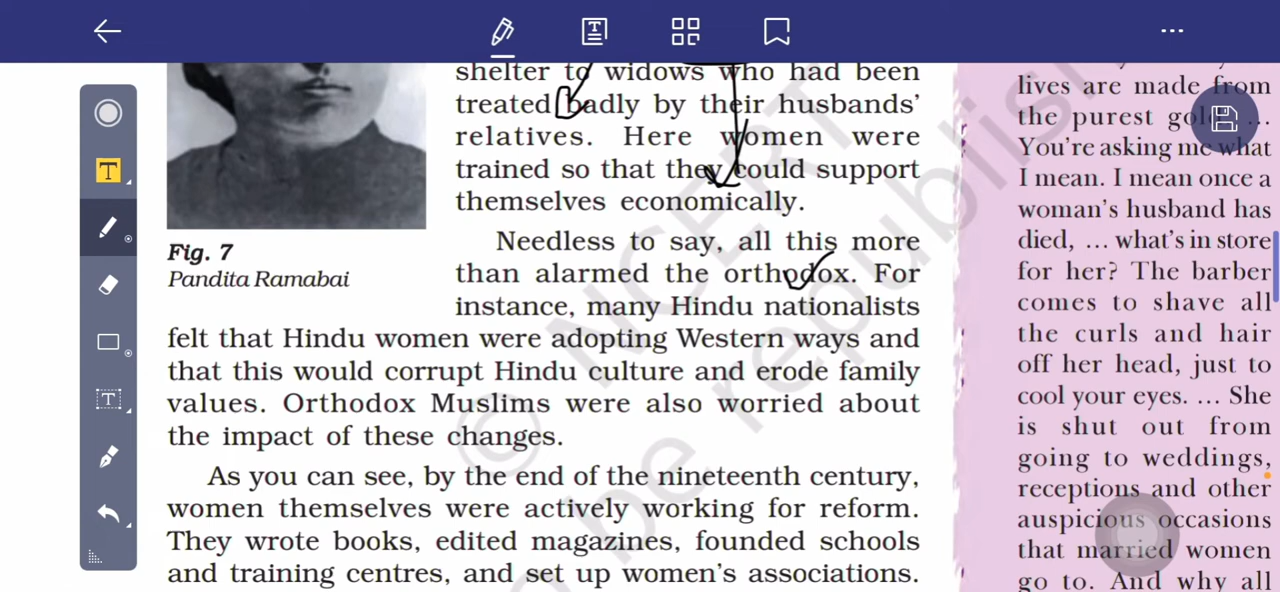 shelter to widows who had been
treated badly by their husbands'
relatives. Here women were
trained so that they could support
themselves economically.
Needless to say, all this more
than alarmed the orthodox. For
instance, many Hindu nationalists
felt that Hindu women were adopting Western ways and
that this would corrupt Hindu culture and erode family
values. Orthodox Muslims were also worried about
the impact of these changes.
As you can see, by the end of the nineteenth century,
women themselves were actively working for reform.
They wrote books, edited magazines, founded schools
and training centres, and set up women's associations.
Fig. 7
Pandita Ramabai
lives are made from
the purest gold ...
You're asking me what
I mean. I mean once a
woman's husband has
died, ... what's in store
for her? The barber
comes to shave all
the curls and hair
off her head, just to
cool your eyes. ... She
is shut out from
going to weddings,
receptions and other
auspicious occasions
that married women
go to. And why all
© NCERT
be republish
T
T
T